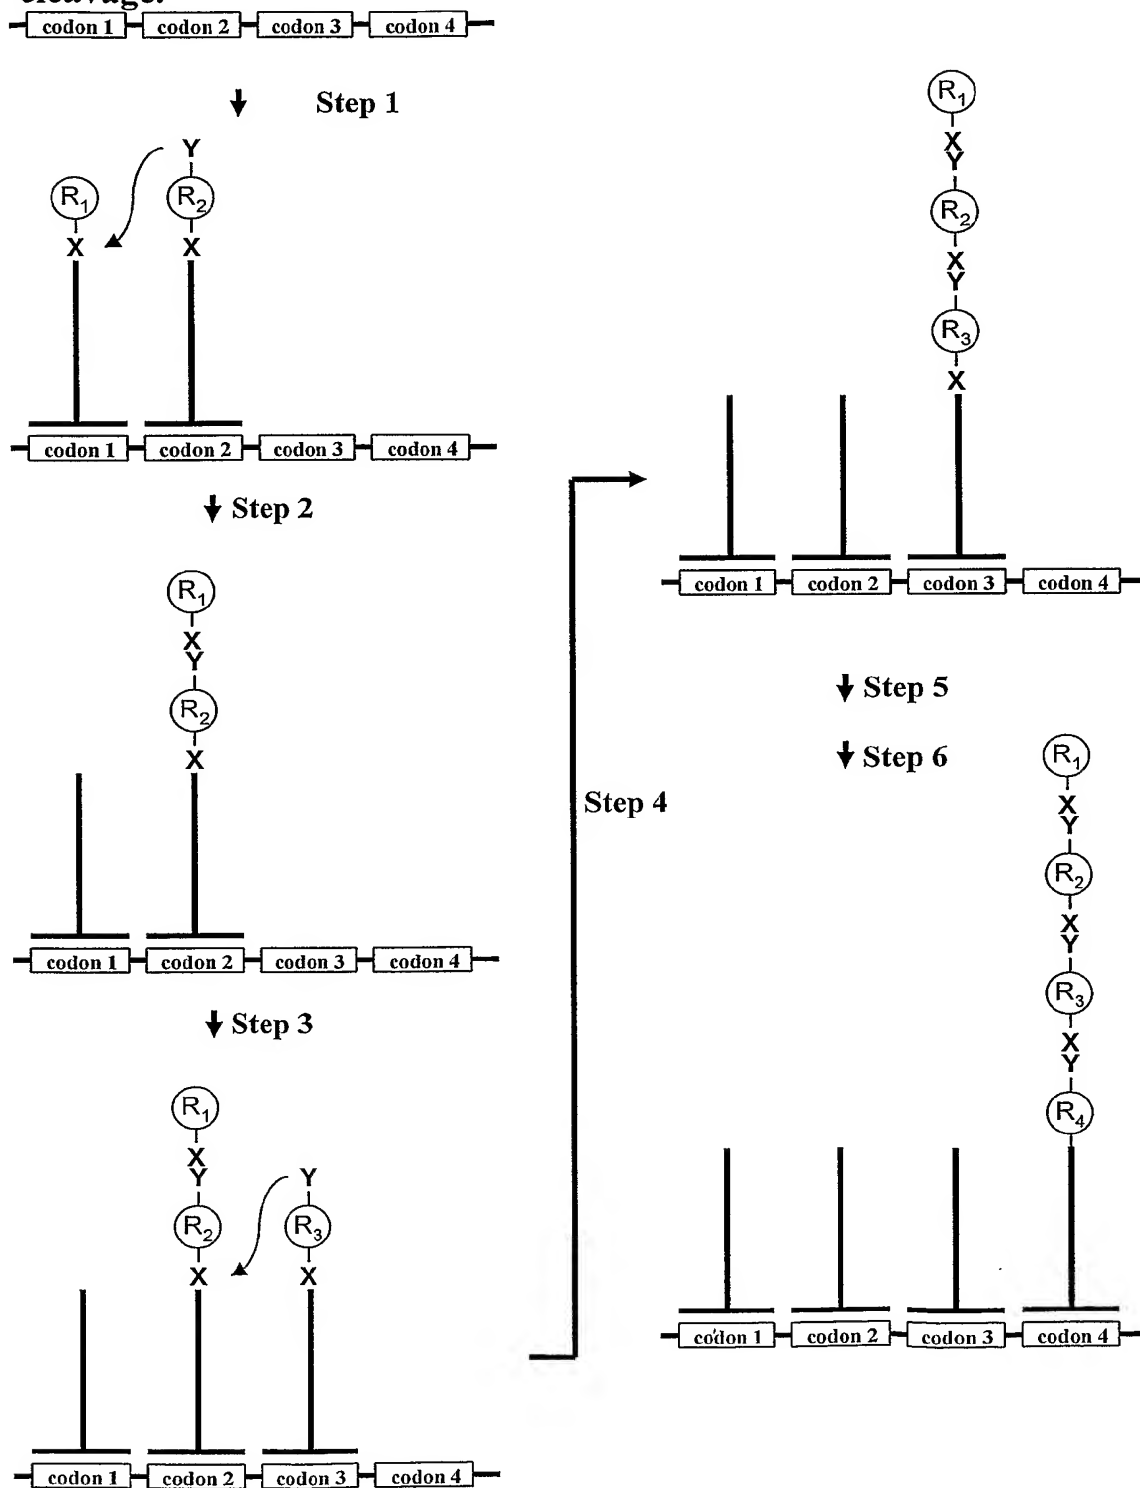 cleavage.
codon 1 codon 2 codon 3 codon 4
Step 1
Y
R1 R2
X X
codon 1 codon 2 codon 3 codon 4
Step 2
R1
X
Y
R2
X
codon 1 codon 2 codon 3 codon 4
Step 3
R1
X
Y Y
R2 R3
X X
codon 1 codon 2 codon 3 codon 4
Step 4
R1
X
Y
R2
X
Y
R3
X
codon 1 codon 2 codon 3 codon 4
Step 5
Step 6
R1
X
Y
R2
X
Y
R3
X
Y
R4
codon 1 codon 2 codon 3 codon 4